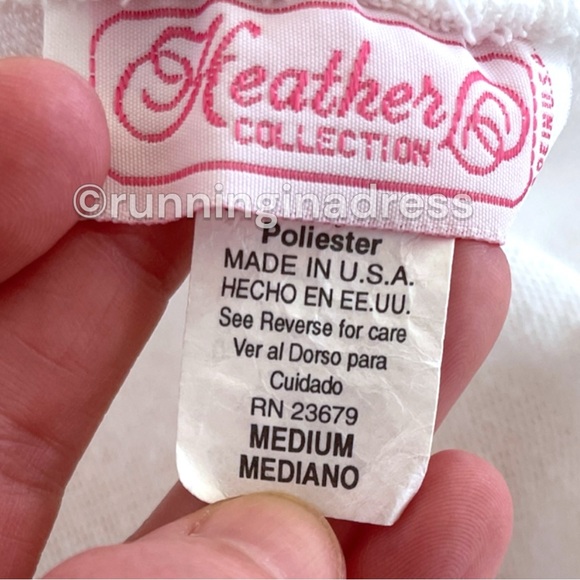 Heather
COLLECTION
E IN U.S.A.
©runninginadress
Poliester
MADE IN U.S.A.
HECHO EN EE.UU.
See Reverse for care
Ver al Dorso para
Cuidado
RN 23679
MEDIUM
MEDIANO